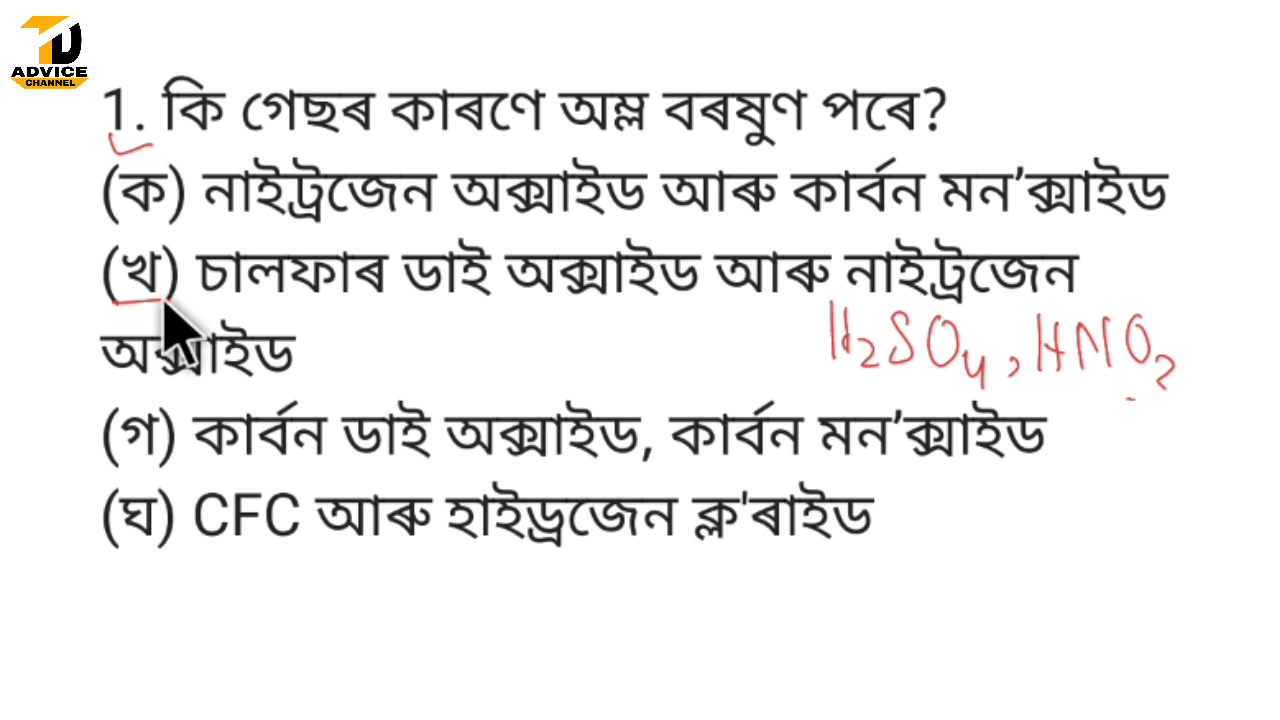 TD
ADVICE
CHANNEL
1. কি গেছৰ কাৰণে অম্ল বৰষুণ পৰে?
(ক) নাইট্ৰজেন অক্সাইড আৰু কাৰ্বন মন’ক্সাইড
(খ) চালফাৰ ডাই অক্সাইড আৰু নাইট্ৰজেন
অক্সাইড
H2SO4, HNO2
(গ) কাৰ্বন ডাই অক্সাইড, কাৰ্বন মন’ক্সাইড
(ঘ) CFC আৰু হাইড্ৰজেন ক্ল'ৰাইড